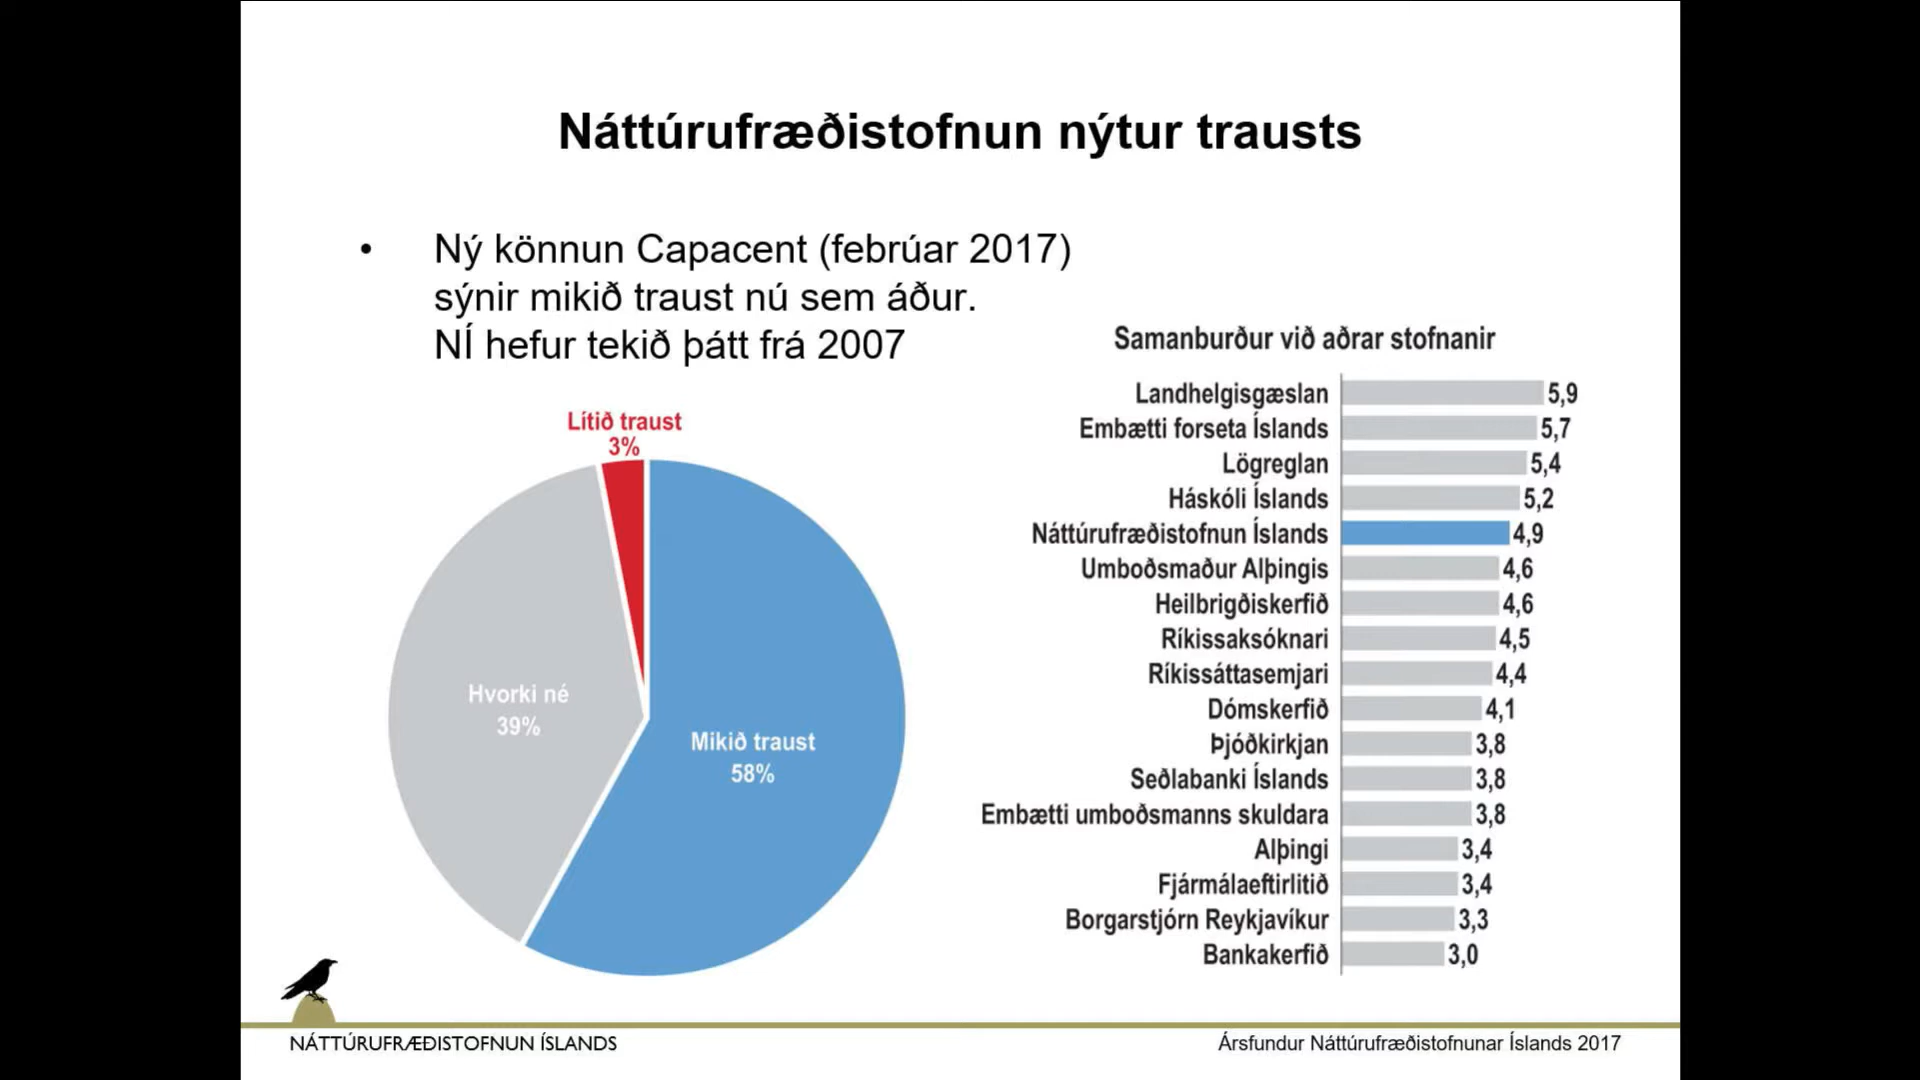 Náttúrufræðistofnun nýtur trausts
• Ný könnun Capacent (febrúar 2017)
sýnir mikið traust nú sem áður.
NÍ hefur tekið þátt frá 2007
Lítið traust
3%
Hvorki né
39%
Mikið traust
58%
Samanburður við aðrar stofnanir
Landhelgisgæslan 5,9
Embætti forseta Íslands 5,7
Lögreglan 5,4
Háskóli Íslands 5,2
Náttúrufræðistofnun Íslands 4,9
Umboðsmaður Alþingis 4,6
Heilbrigðiskerfið 4,6
Ríkissaksóknari 4,5
Ríkissáttasemjari 4,4
Dómskerfið 4,1
Þjóðkirkjan 3,8
Seðlabanki Íslands 3,8
Embætti umboðsmanns skuldara 3,8
Alþingi 3,4
Fjármálaeftirlitið 3,4
Borgarstjórn Reykjavíkur 3,3
Bankakerfið 3,0
NÁTTÚRUFRÆÐISTOFNUN ÍSLANDS
Ársfundur Náttúrufræðistofnunar Íslands 2017